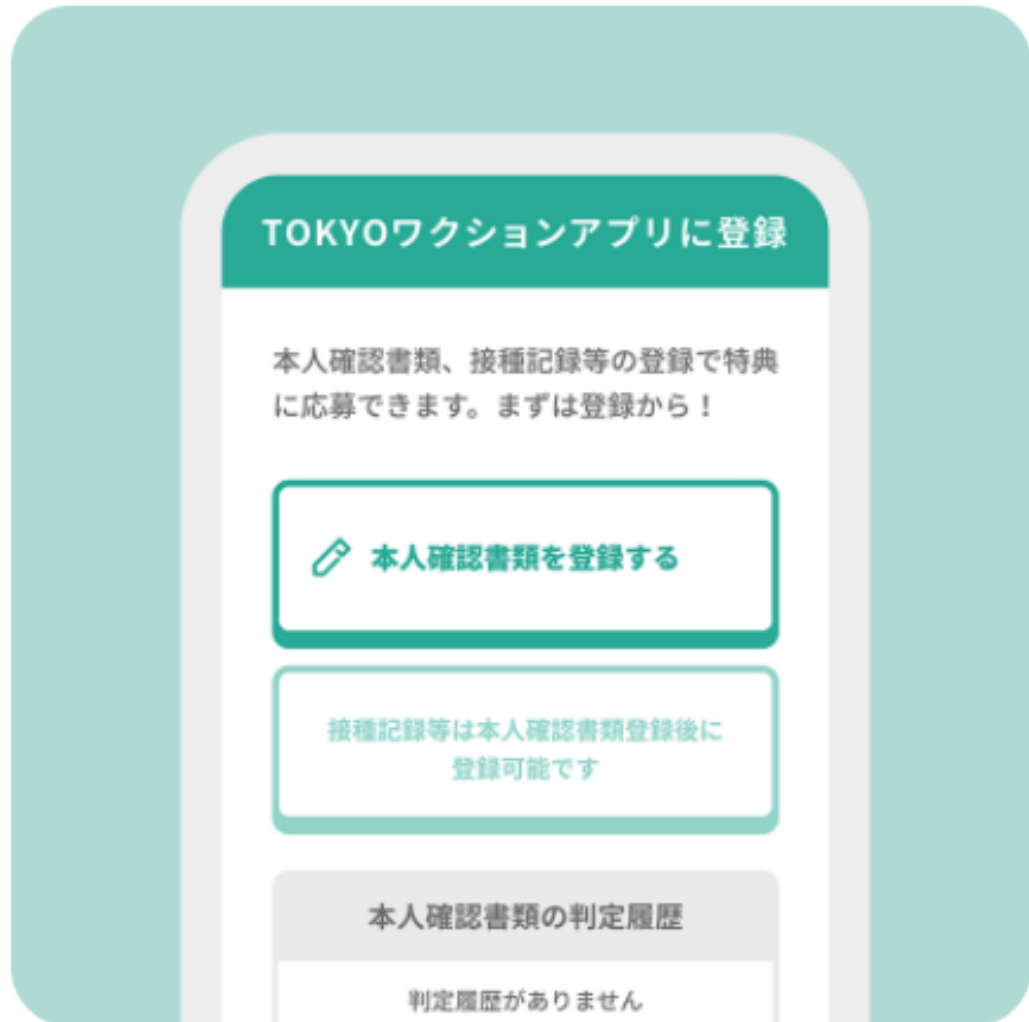 TOKYOワクションアプリに登録
本人確認書類、接種記録等の登録で特典
に応募できます。まずは登録から！
本人確認書類を登録する
接種記録等は本人確認書類登録後に
登録可能です
本人確認書類の判定履歴
判定履歴がありません